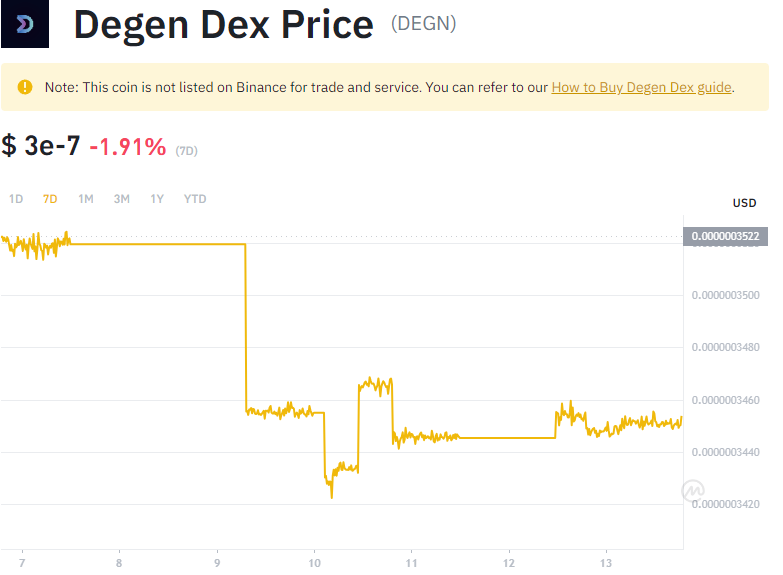 Degen Dex Price (DEGN)
Note: This coin is not listed on Binance for trade and service. You can refer to our How to Buy Degen Dex guide.
$ 3e-7 -1.91% (7D)
1D 7D 1M 3M 1Y YTD
USD
0.0000003522
0.0000003500
0.0000003480
0.0000003460
0.0000003440
0.0000003420
7 8 9 10 11 12 13